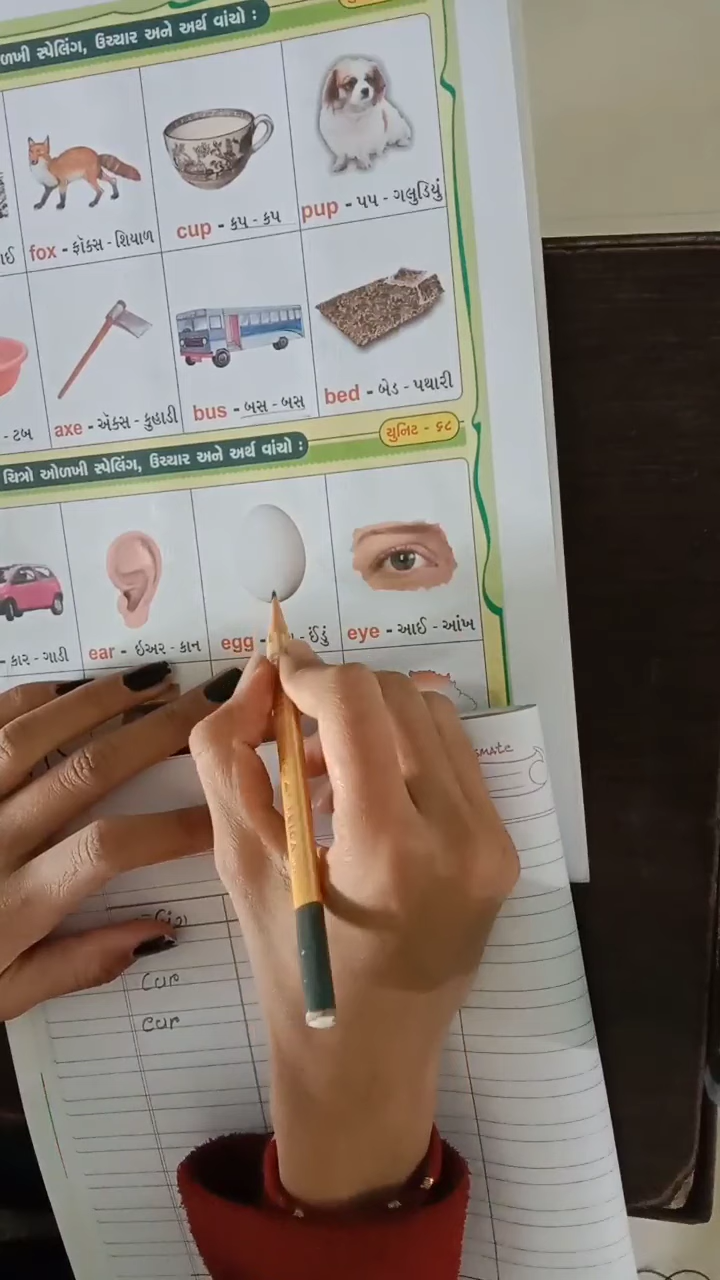 ળખી સ્પેલિંગ, ઉચ્ચાર અને અર્થ વાંચો :
fox - ફૉક્સ - શિયાળ
cup - કપ - કપ
pup - પપ - ગલુડિયું
- ટબ
axe - ઍક્સ - કુહાડી
bus - બસ - બસ
bed - બેડ - પથારી
યુનિટ - ૬૮
ચિત્રો ઓળખી સ્પેલિંગ, ઉચ્ચાર અને અર્થ વાંચો :
- કાર - ગાડી
ear - ઇઅર - કાન
egg - - ઈંડું
eye - આઈ - આંખ
Car
Car